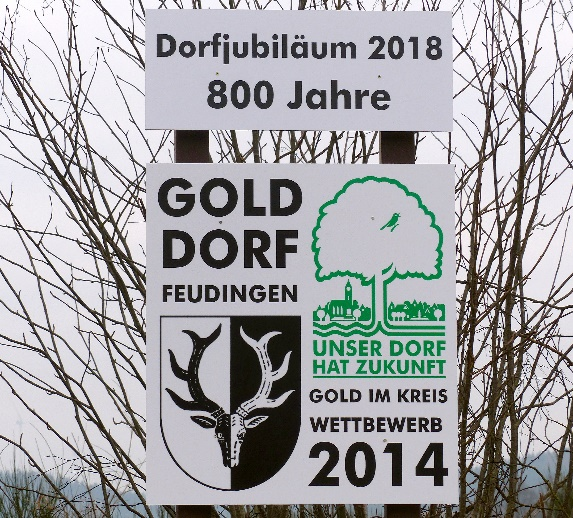 Dorfjubiläum 2018
800 Jahre
GOLD
DORF
FEUDINGEN
UNSER DORF
HAT ZUKUNFT
GOLD IM KREIS
WETTBEWERB
2014